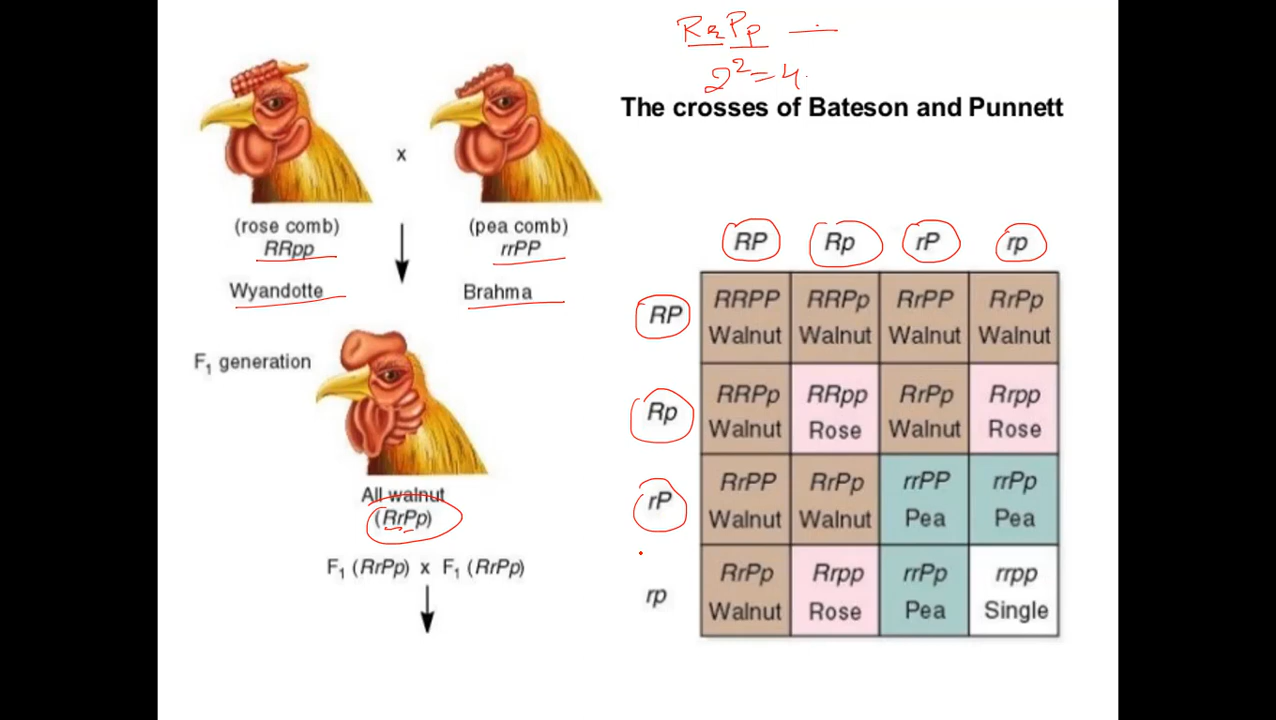 RrPp
2²=4
The crosses of Bateson and Punnett
x
(rose comb) (pea comb)
RRpp rrPP
Wyandotte Brahma
F₁ generation
All walnut
(RrPp)
F₁ (RrPp) x F₁ (RrPp)
RP Rp rP rp
RP RRPP RRPp RrPP RrPp
Walnut Walnut Walnut Walnut
Rp RRPp RRpp RrPp Rrpp
Walnut Rose Walnut Rose
rP RrPP RrPp rrPP rrPp
Walnut Walnut Pea Pea
rp RrPp Rrpp rrPp rrpp
Walnut Rose Pea Single